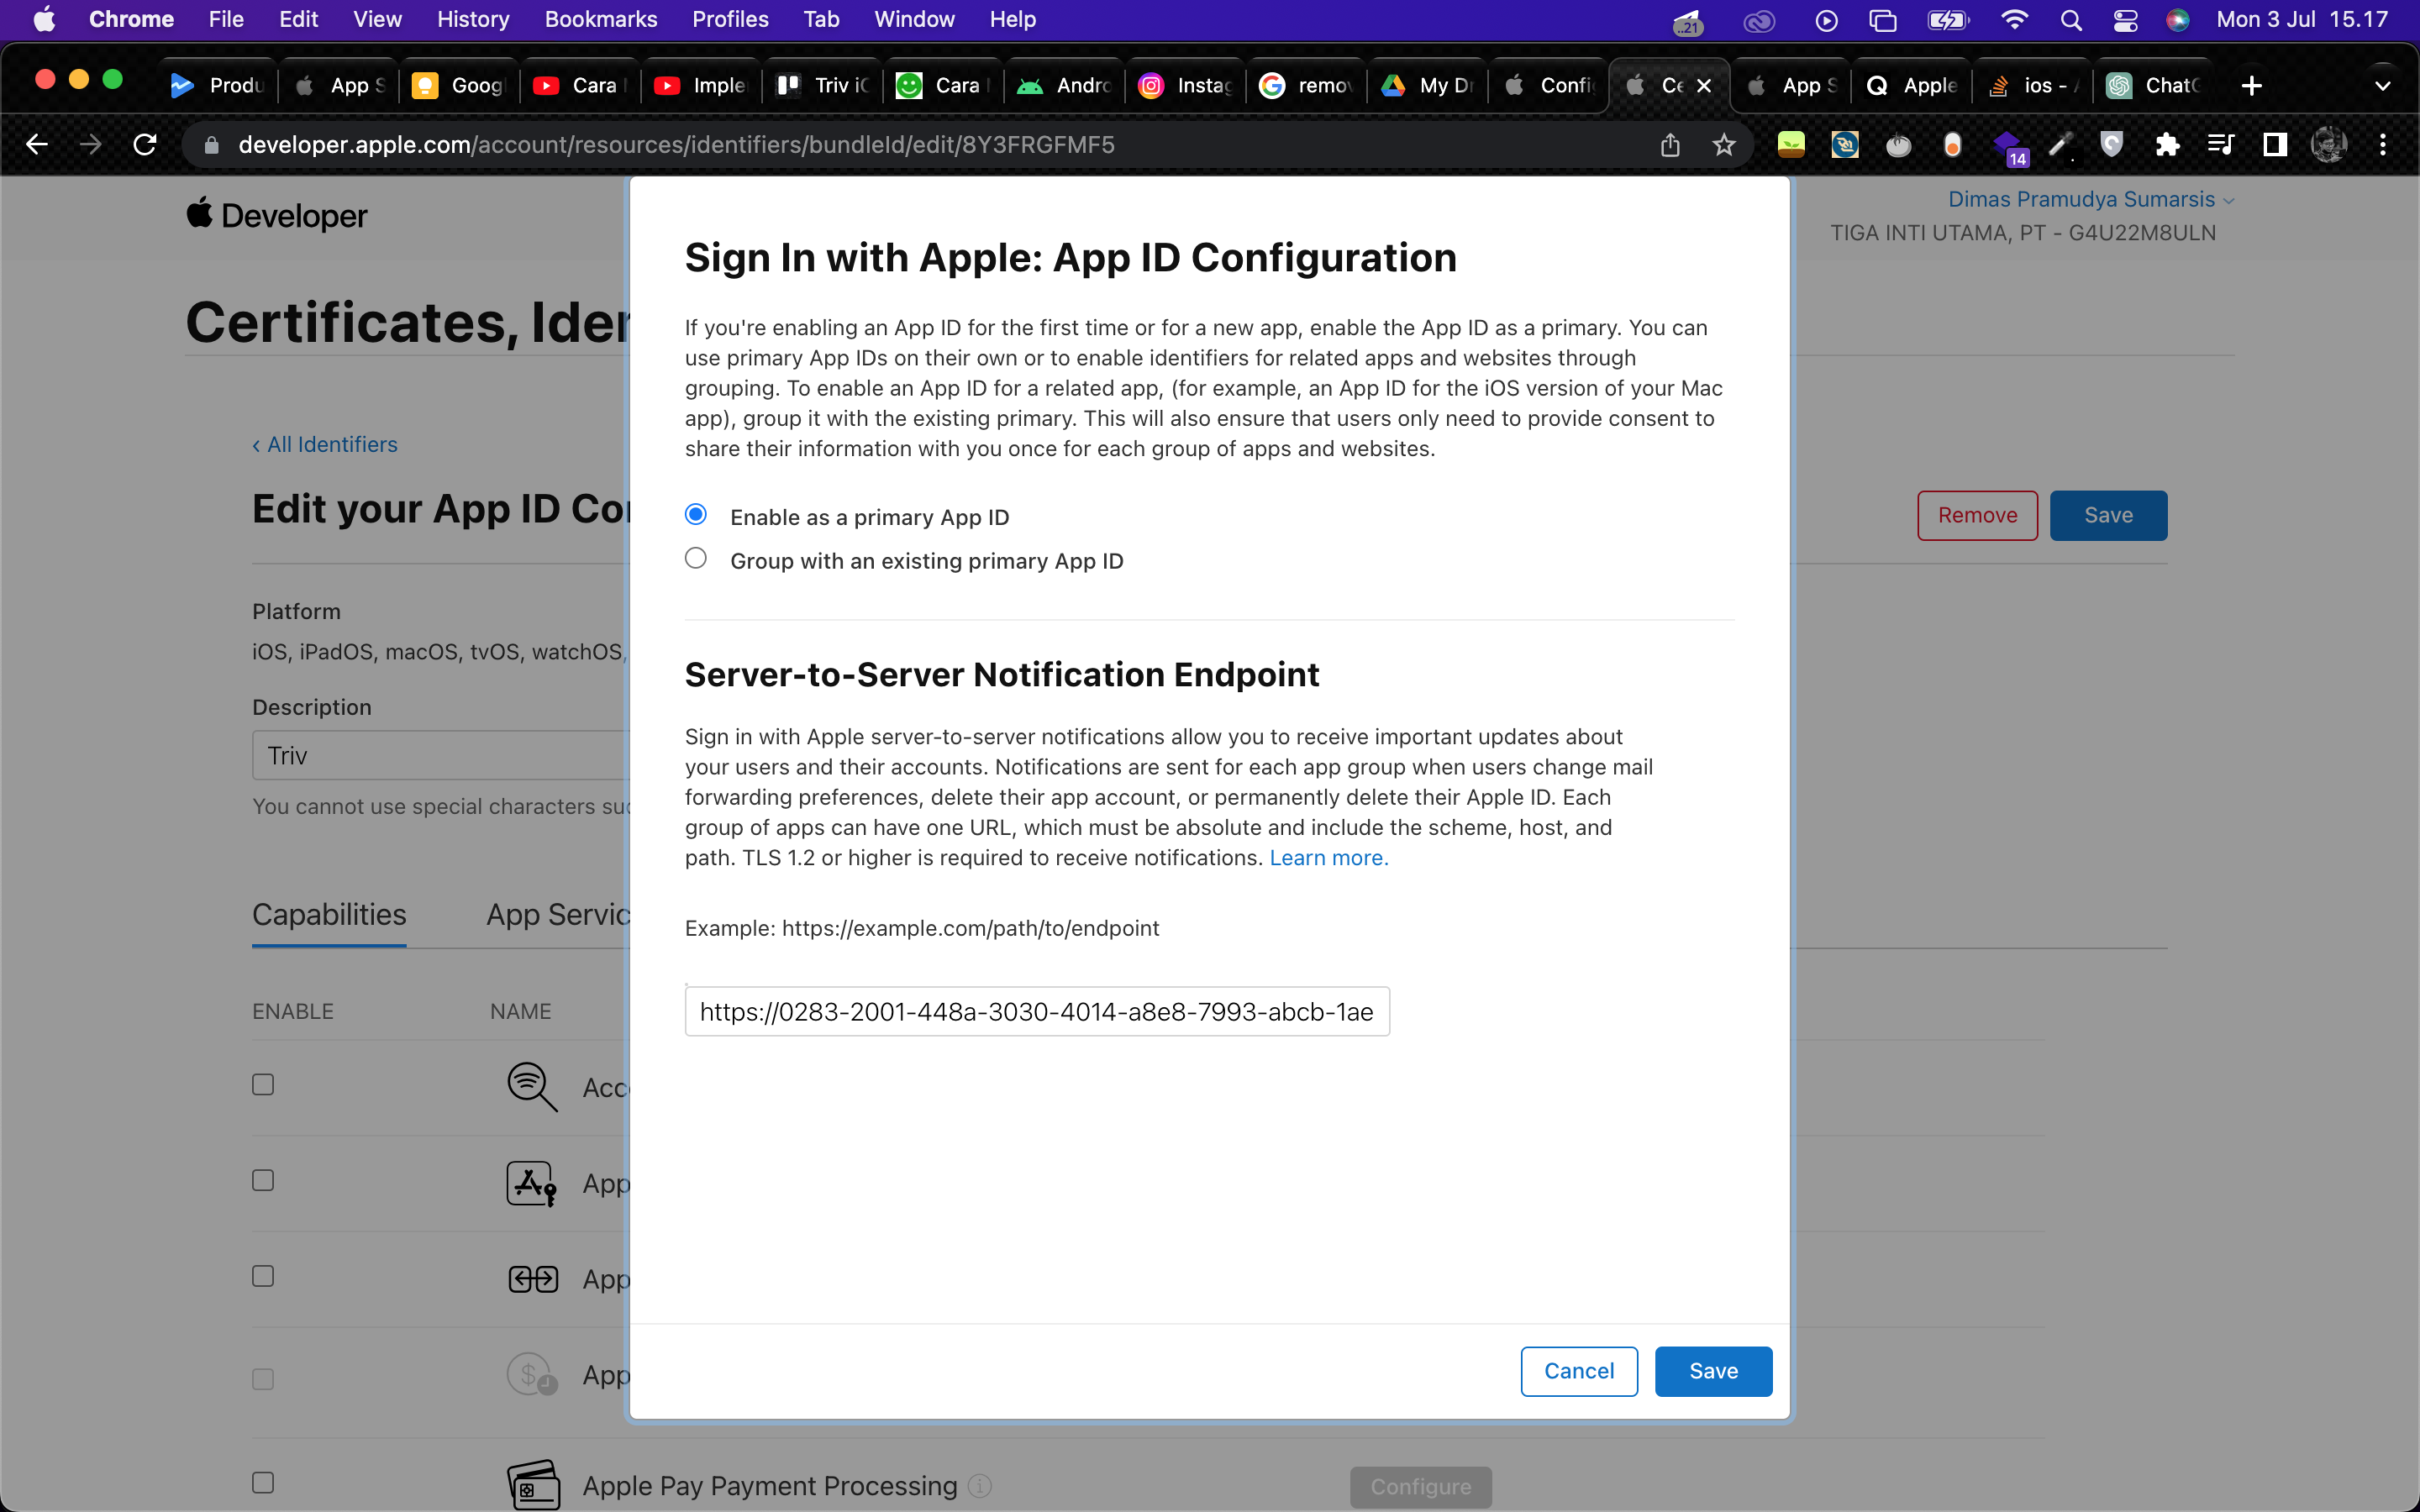 Chrome File Edit View History Bookmarks Profiles Tab Window Help
..21
Mon 3 Jul 15.17
Produ
App S
Googl
Cara
Imple
Triv iC
Cara
Andro
Instag
remov
My Dr
Config
Ce
App S
Apple
ios - A
ChatG
developer.apple.com/account/resources/identifiers/bundleId/edit/8Y3FRGFMF5
14
Developer
Dimas Pramudya Sumarsis
TIGA INTI UTAMA, PT - G4U22M8ULN
Certificates, Iden
‹ All Identifiers
Edit your App ID Con
Remove
Save
Platform
iOS, iPadOS, macOS, tvOS, watchOS,
Description
Triv
You cannot use special characters suc
Capabilities
App Servic
ENABLE
NAME
Acc
App
App
App
Apple Pay Payment Processing
Configure
Sign In with Apple: App ID Configuration
If you're enabling an App ID for the first time or for a new app, enable the App ID as a primary. You can
use primary App IDs on their own or to enable identifiers for related apps and websites through
grouping. To enable an App ID for a related app, (for example, an App ID for the iOS version of your Mac
app), group it with the existing primary. This will also ensure that users only need to provide consent to
share their information with you once for each group of apps and websites.
Enable as a primary App ID
Group with an existing primary App ID
Server-to-Server Notification Endpoint
Sign in with Apple server-to-server notifications allow you to receive important updates about
your users and their accounts. Notifications are sent for each app group when users change mail
forwarding preferences, delete their app account, or permanently delete their Apple ID. Each
group of apps can have one URL, which must be absolute and include the scheme, host, and
path. TLS 1.2 or higher is required to receive notifications. Learn more.
Example: https://example.com/path/to/endpoint
https://0283-2001-448a-3030-4014-a8e8-7993-abcb-1ae
Cancel
Save